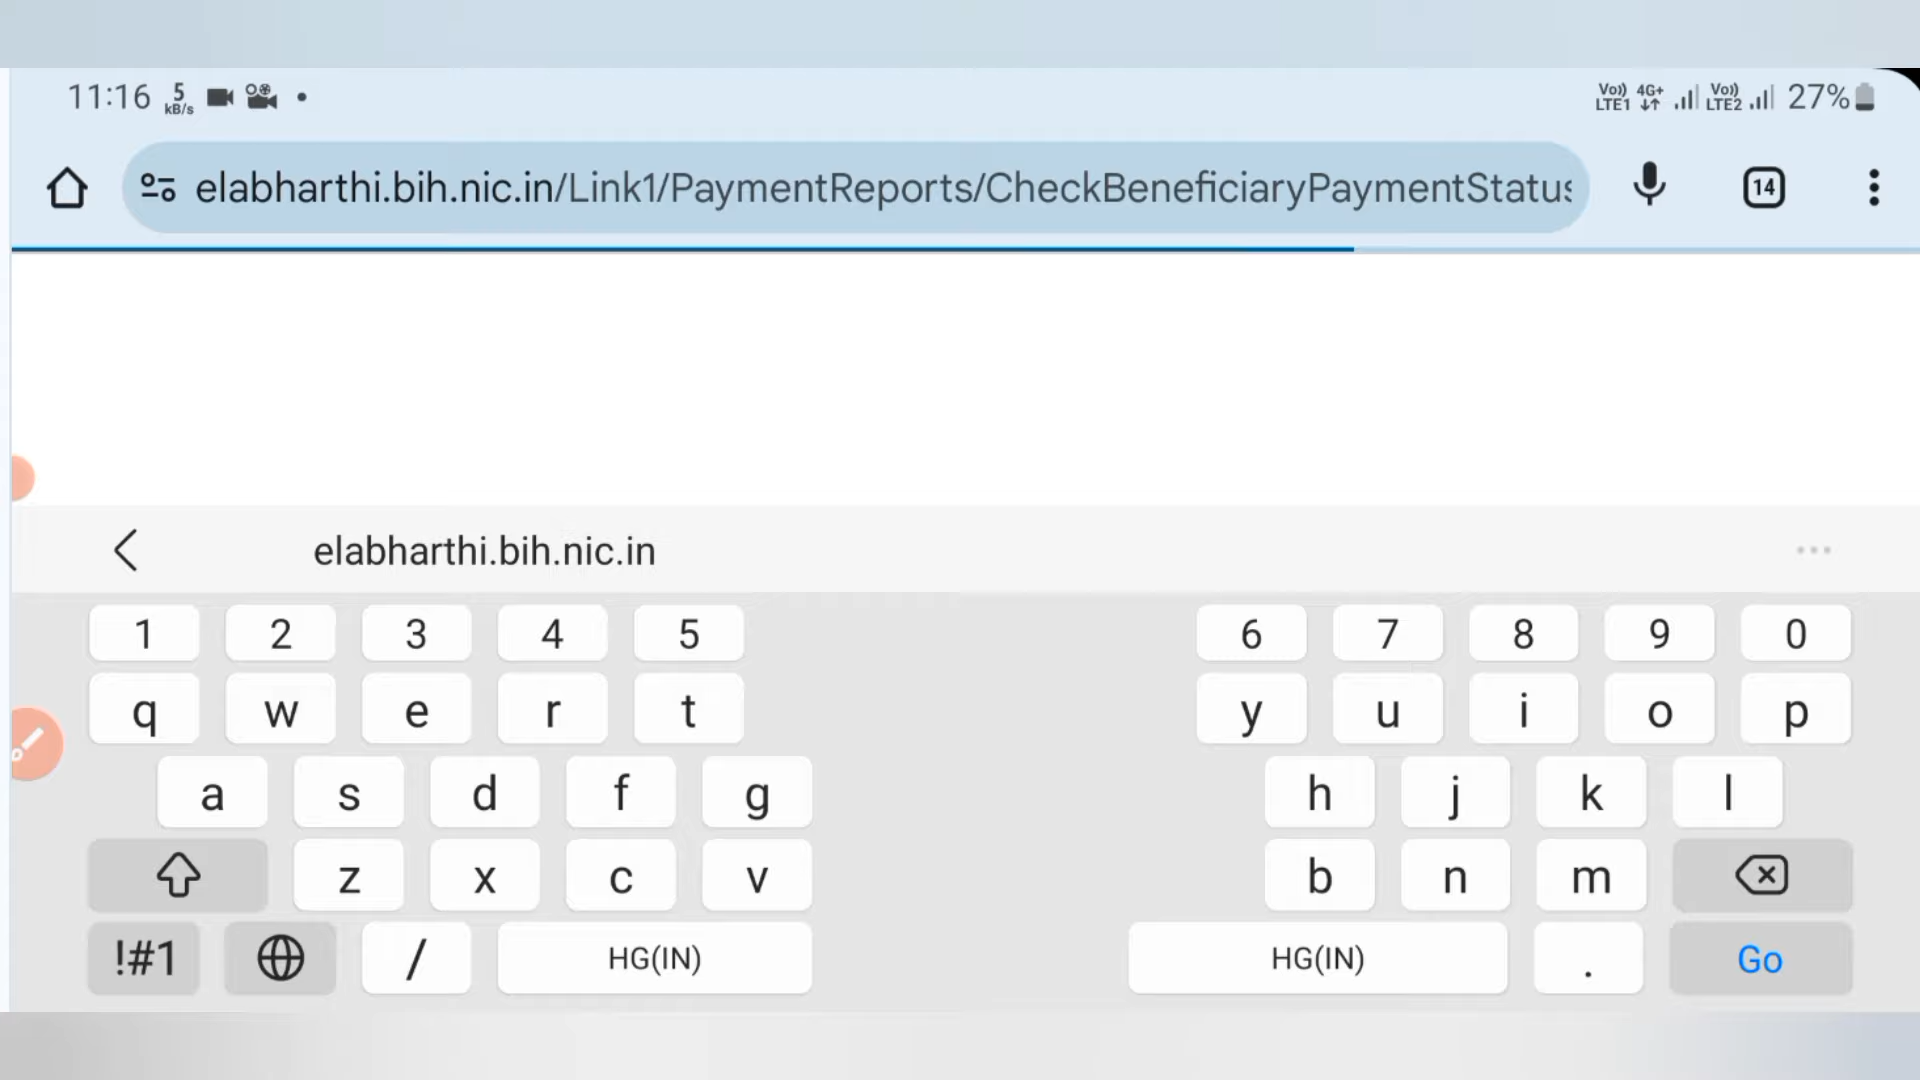 11:16 5 kB/s Vo)) LTE1 4G+ Vo)) LTE2 27%
elabharthi.bih.nic.in/Link1/PaymentReports/CheckBeneficiaryPaymentStatus 14
elabharthi.bih.nic.in
1 2 3 4 5 6 7 8 9 0
q w e r t y u i o p
a s d f g h j k l
z x c v b n m
!#1 / HG(IN) HG(IN) . Go